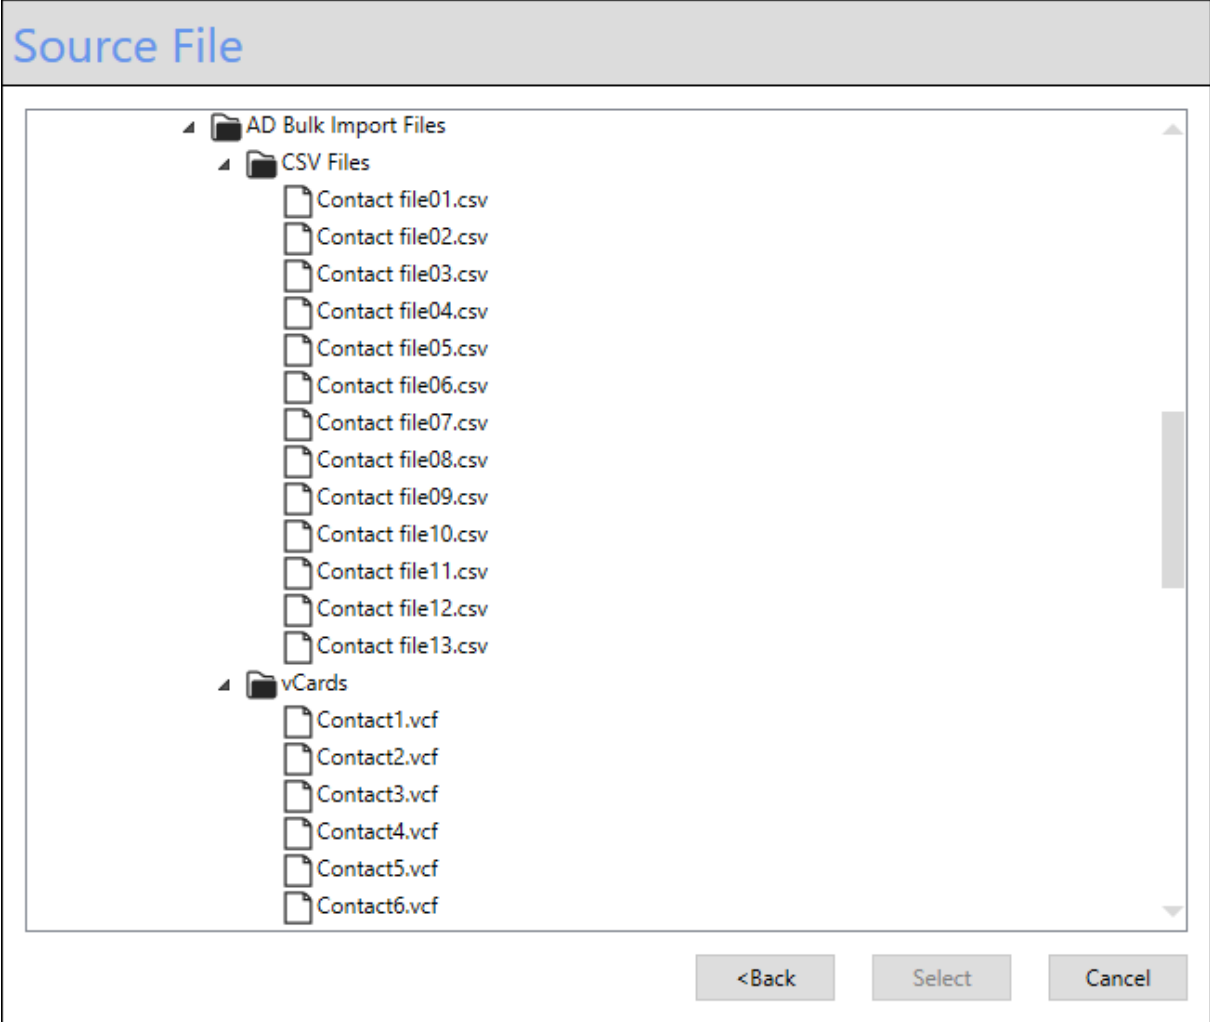 Source File
AD Bulk Import Files
CSV Files
Contact file01.csv
Contact file02.csv
Contact file03.csv
Contact file04.csv
Contact file05.csv
Contact file06.csv
Contact file07.csv
Contact file08.csv
Contact file09.csv
Contact file10.csv
Contact file11.csv
Contact file12.csv
Contact file13.csv
vCards
Contact1.vcf
Contact2.vcf
Contact3.vcf
Contact4.vcf
Contact5.vcf
Contact6.vcf
<Back Select Cancel